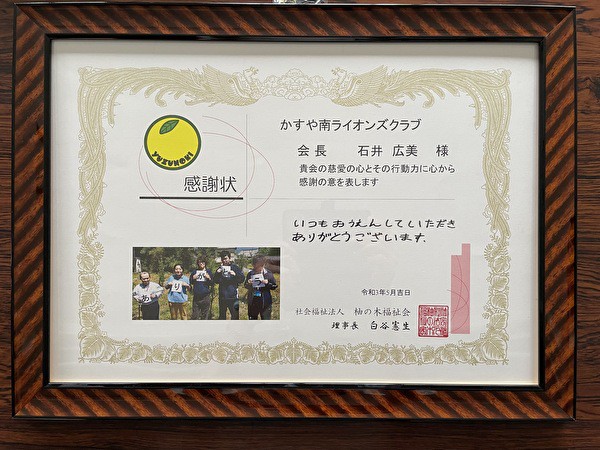 かすや南ライオンズクラブ
会長 石井 広美 様
貴会の慈愛の心とその行動力に心から
感謝の意を表します
YUZUNOKI
感謝状
いつもおうえんしていただき
ありがとうございます。
令和3年5月吉日
社会福祉法人 柚の木福祉会
理事長 白谷憲生